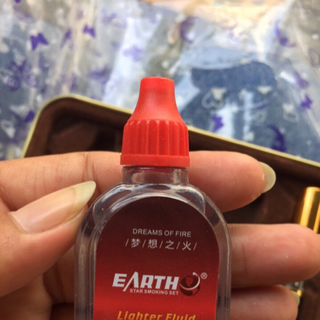 DREAMS OF FIRE
/梦/想/之/火/
EARTH
STAR SMOKING SET
Lighter Fluid